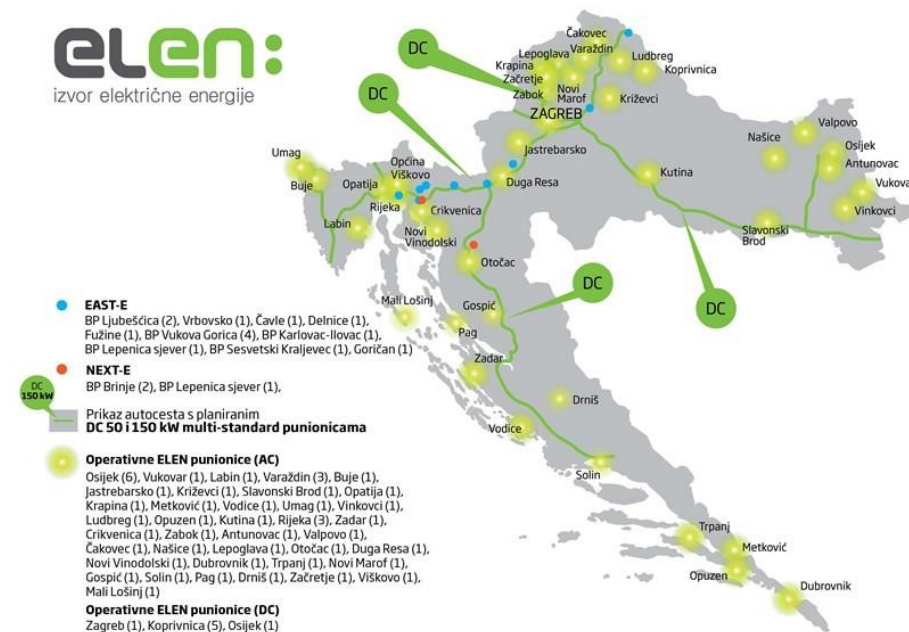 elen:
izvor električne energije
DC
DC
DC
DC
Čakovec
Varaždin
Lepoglava
Ludbreg
Krapina
Koprivnica
Začretje
Novi
Marof
Zabok
Križevci
ZAGREB
Valpovo
Našice
Osijek
Antunovac
Jastrebarsko
Umag
Općina
Viškovo
Kutina
Vukova
Buje
Opatija
Duga Resa
Vinkovci
Rijeka
Crikvenica
Labin
Novi
Vinodolski
Slavonski
Brod
Otočac
Mali Lošinj
Gospić
Pag
Zadar
Drniš
Vodice
Solin
Trpanj
Metković
Opuzen
Dubrovnik
EAST-E
BP Ljubešćica (2), Vrbovsko (1), Čavle (1), Delnice (1),
Fužine (1), BP Vukova Gorica (4), BP Karlovac-Ilovac (1),
BP Lepenica sjever (1), BP Sesvetski Kraljevec (1), Goričan (1)
NEXT-E
BP Brinje (2), BP Lepenica sjever (1),
DC
150 kW
Prikaz autocesta s planiranim
DC 50 i 150 kW multi-standard punionicama
Operativne ELEN punionice (AC)
Osijek (6), Vukovar (1), Labin (1), Varaždin (3), Buje (1),
Jastrebarsko (1), Križevci (1), Slavonski Brod (1), Opatija (1),
Krapina (1), Metković (1), Vodice (1), Umag (1), Vinkovci (1),
Ludbreg (1), Opuzen (1), Kutina (1), Rijeka (3), Zadar (1),
Crikvenica (1), Zabok (1), Antunovac (1), Valpovo (1),
Čakovec (1), Našice (1), Lepoglava (1), Otočac (1), Duga Resa (1),
Novi Vinodolski (1), Dubrovnik (1), Trpanj (1), Novi Marof (1),
Gospić (1), Solin (1), Pag (1), Drniš (1), Začretje (1), Viškovo (1),
Mali Lošinj (1)
Operativne ELEN punionice (DC)
Zagreb (1), Koprivnica (5), Osijek (1)